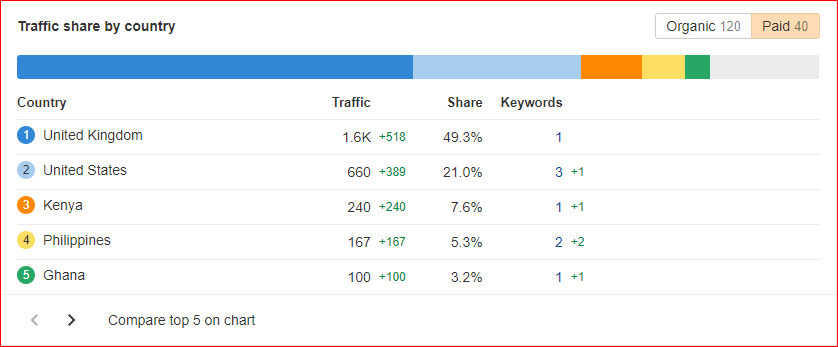 Traffic share by country Organic 120 Paid 40
Country Traffic Share Keywords
1 United Kingdom 1.6K +518 49.3% 1
2 United States 660 +389 21.0% 3 +1
3 Kenya 240 +240 7.6% 1 +1
4 Philippines 167 +167 5.3% 2 +2
5 Ghana 100 +100 3.2% 1 +1
Compare top 5 on chart